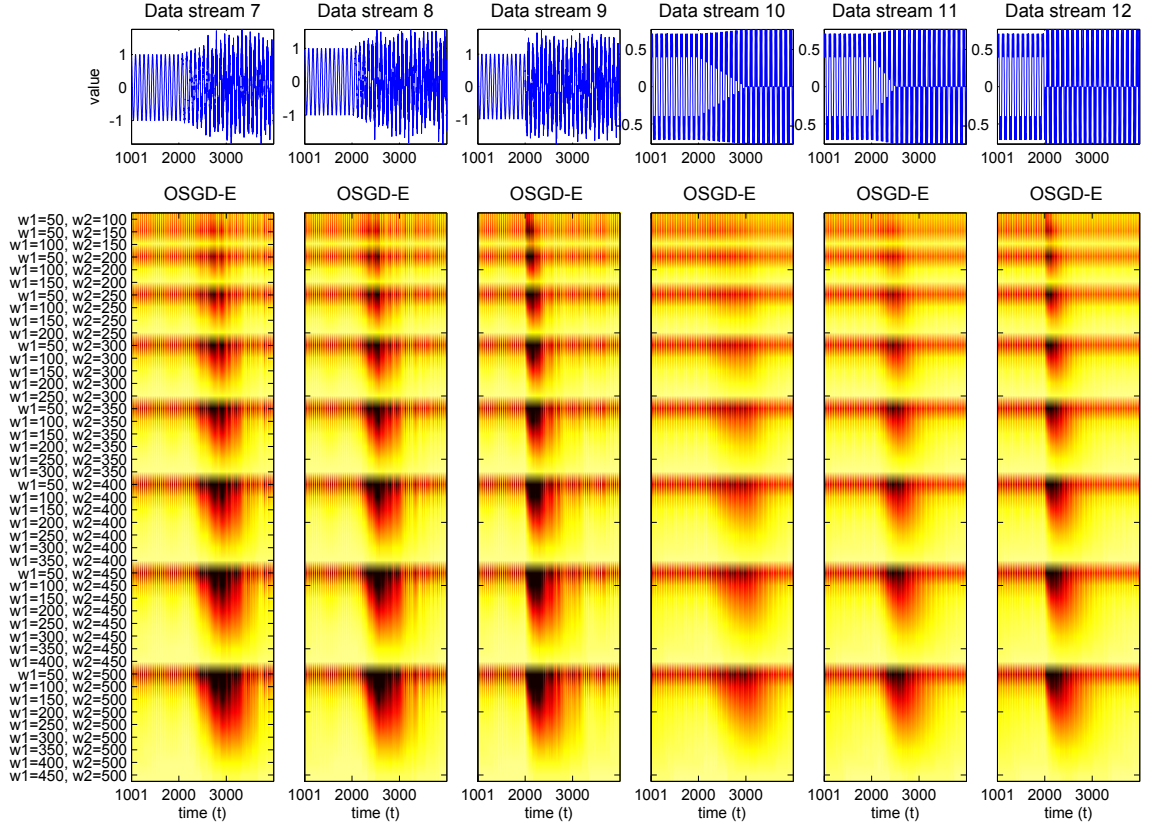 Data stream 7
Data stream 8
Data stream 9
Data stream 10
Data stream 11
Data stream 12
value
1
0
-1
1
0
-1
1
0
-1
0.5
0
0.5
0.5
0
0.5
0.5
0
0.5
1001 2000 3000
1001 2000 3000
1001 2000 3000
1001 2000 3000
1001 2000 3000
1001 2000 3000
OSGD-E
OSGD-E
OSGD-E
OSGD-E
OSGD-E
OSGD-E
w1=50, w2=100
w1=50, w2=150
w1=100, w2=150
w1=50, w2=200
w1=100, w2=200
w1=150, w2=200
w1=50, w2=250
w1=100, w2=250
w1=150, w2=250
w1=200, w2=250
w1=50, w2=300
w1=100, w2=300
w1=150, w2=300
w1=200, w2=300
w1=250, w2=300
w1=50, w2=350
w1=100, w2=350
w1=150, w2=350
w1=200, w2=350
w1=250, w2=350
w1=300, w2=350
w1=50, w2=400
w1=100, w2=400
w1=150, w2=400
w1=200, w2=400
w1=250, w2=400
w1=300, w2=400
w1=350, w2=400
w1=50, w2=450
w1=100, w2=450
w1=150, w2=450
w1=200, w2=450
w1=250, w2=450
w1=300, w2=450
w1=350, w2=450
w1=400, w2=450
w1=50, w2=500
w1=100, w2=500
w1=150, w2=500
w1=200, w2=500
w1=250, w2=500
w1=300, w2=500
w1=350, w2=500
w1=400, w2=500
w1=450, w2=500
1001 2000 3000
1001 2000 3000
1001 2000 3000
1001 2000 3000
1001 2000 3000
1001 2000 3000
time (t)
time (t)
time (t)
time (t)
time (t)
time (t)